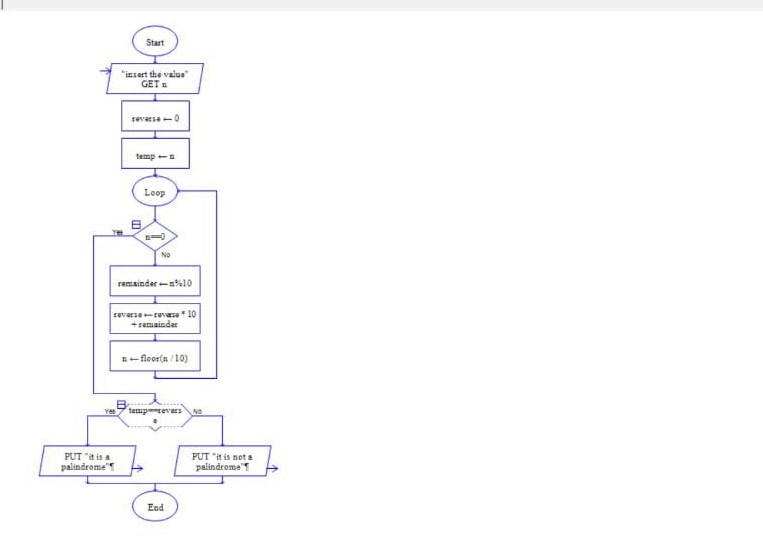 Start
"insert the value"
GET n
reverse ← 0
temp ← n
Loop
Yes
n==0
No
remainder ← n%10
reverse ← reverse * 10
+ remainder
n ← floor(n / 10)
Yes
temp==revers
e
No
PUT "it is a
palindrome"¶
PUT "it is not a
palindrome"¶
End